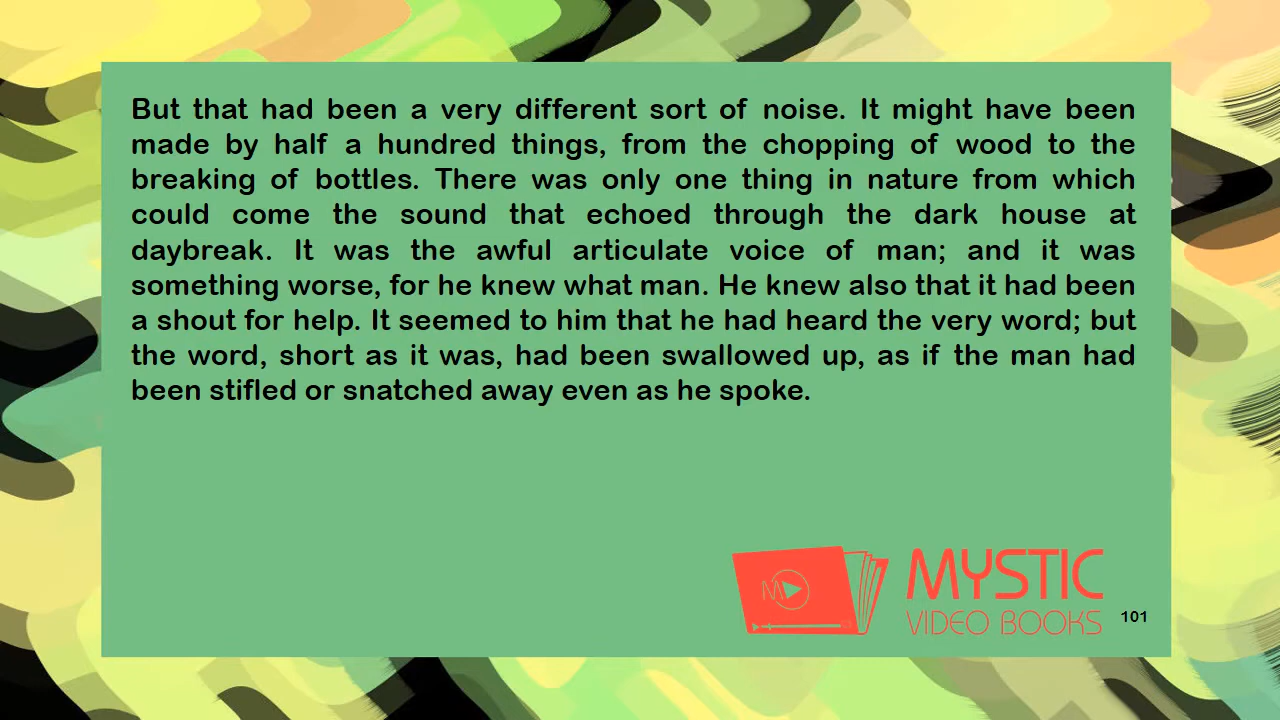 But that had been a very different sort of noise. It might have been
made by half a hundred things, from the chopping of wood to the
breaking of bottles. There was only one thing in nature from which
could come the sound that echoed through the dark house at
daybreak. It was the awful articulate voice of man; and it was
something worse, for he knew what man. He knew also that it had been
a shout for help. It seemed to him that he had heard the very word; but
the word, short as it was, had been swallowed up, as if the man had
been stifled or snatched away even as he spoke.
M
MYSTIC
VIDEO BOOKS
101